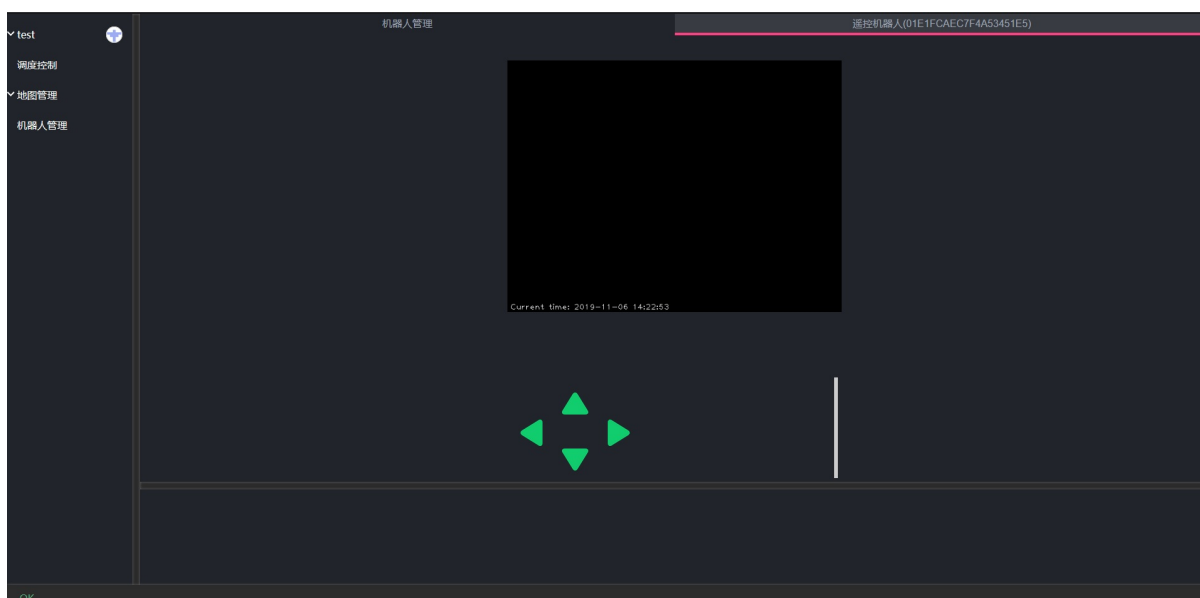 机器人管理
遥控机器人(01E1FCAEC7F4A53451E5)
test
调度控制
地图管理
机器人管理
Current time: 2019-11-06 14:22:53
OK